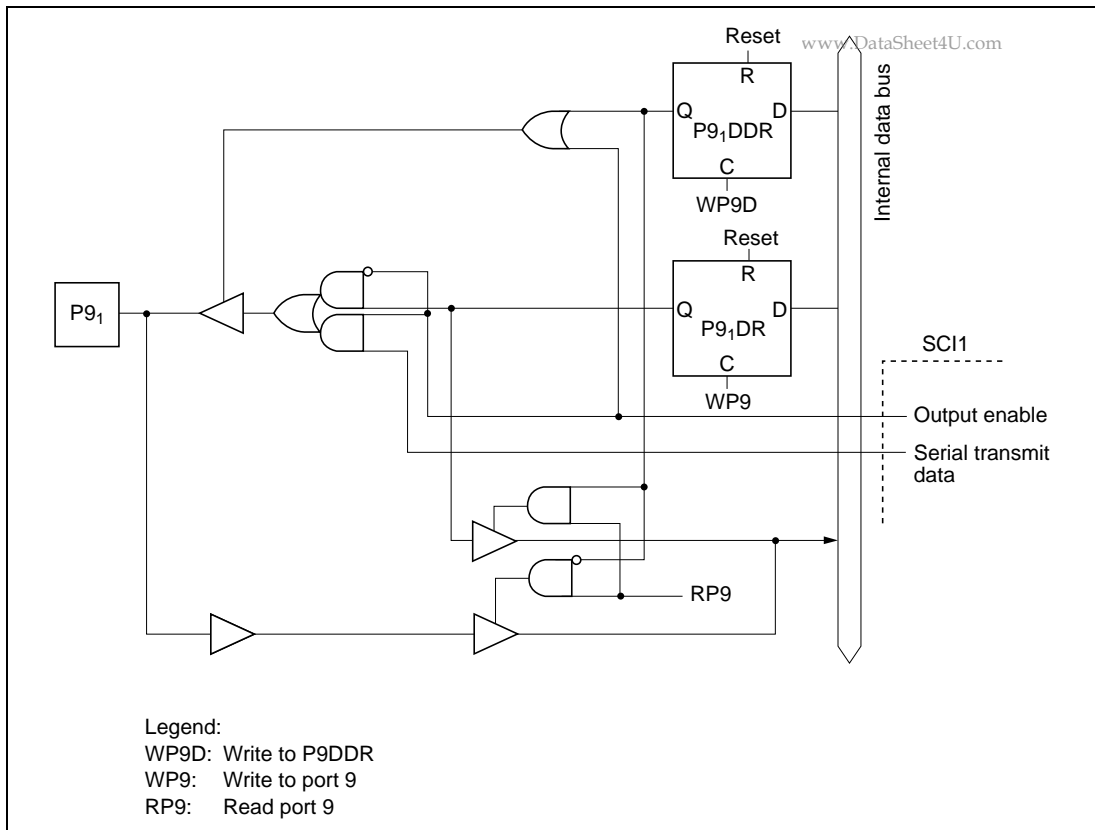 Reset
www.DataSheet4U.com
R
Q
D
P9₁DDR
C
WP9D
Internal data bus
Reset
R
P9₁
Q
D
P9₁DR
C
WP9
SCI1
Output enable
Serial transmit
data
RP9
Legend:
WP9D: Write to P9DDR
WP9: Write to port 9
RP9: Read port 9